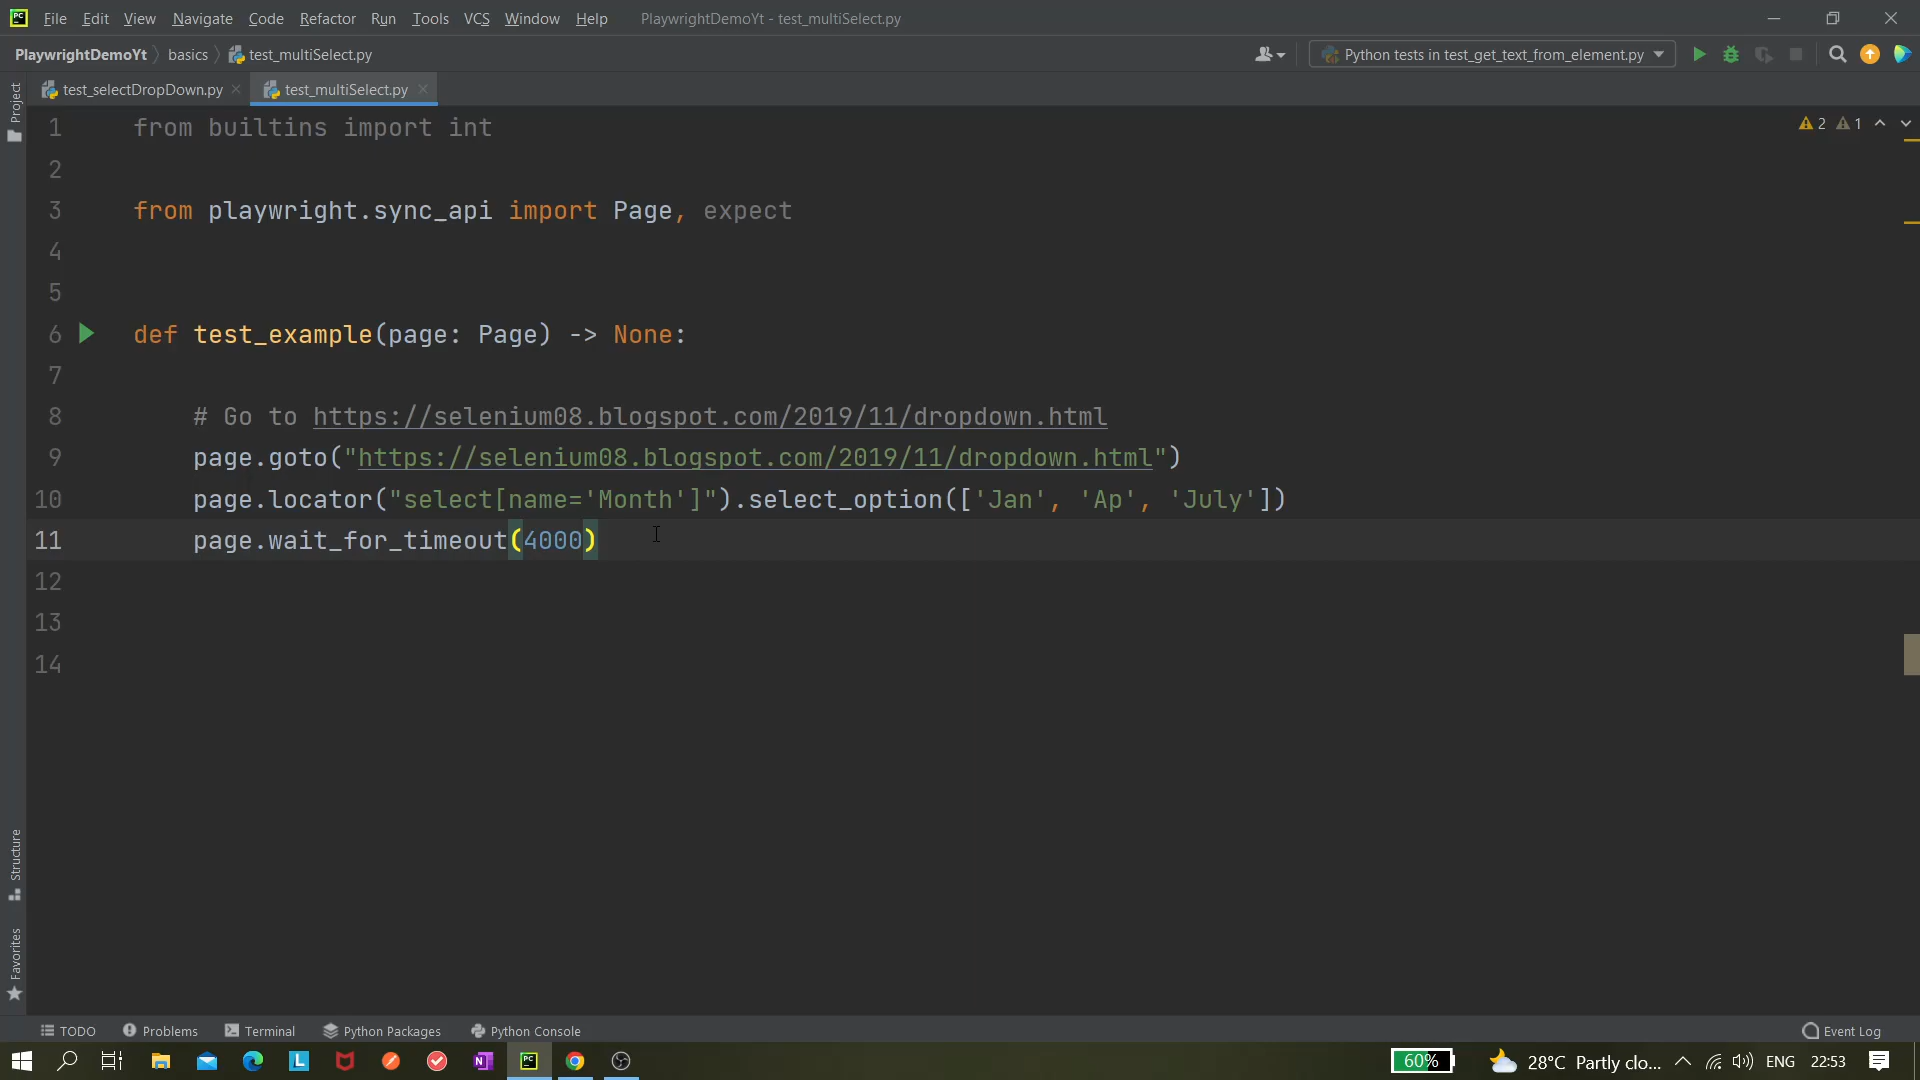 File Edit View Navigate Code Refactor Run Tools VCS Window Help PlaywrightDemoYt - test_multiSelect.py
PlaywrightDemoYt basics test_multiSelect.py Python tests in test_get_text_from_element.py
test_selectDropDown.py test_multiSelect.py
Project
2 1
1 from builtins import int
2
3 from playwright.sync_api import Page, expect
4
5
6 def test_example(page: Page) -> None:
7
8 # Go to https://selenium08.blogspot.com/2019/11/dropdown.html
9 page.goto("https://selenium08.blogspot.com/2019/11/dropdown.html")
10 page.locator("select[name='Month']").select_option(['Jan', 'Ap', 'July'])
11 page.wait_for_timeout(4000)
12
13
14
Structure
Favorites
TODO Problems Terminal Python Packages Python Console Event Log
60% 28°C Partly clo... ENG 22:53